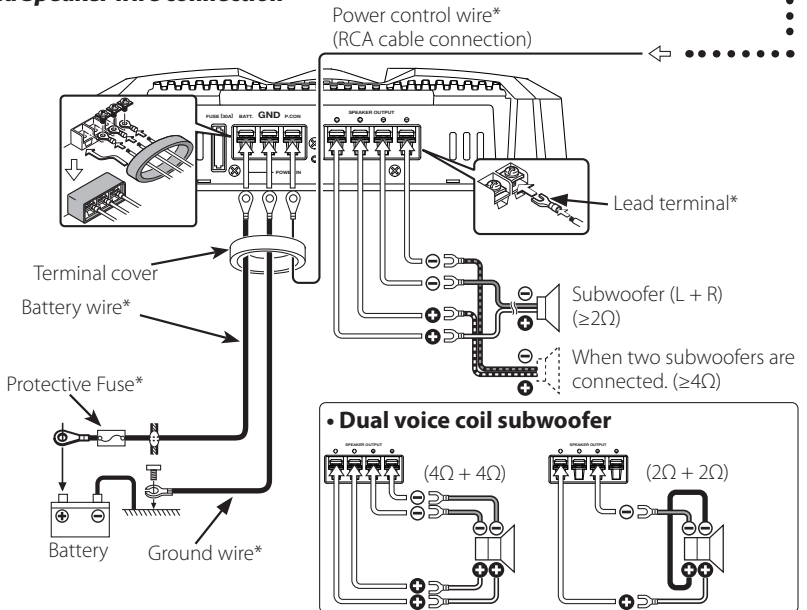 Power control wire*
(RCA cable connection)
FUSE [30A] BATT. GND P.CON
SPEAKER OUTPUT
POWER IN
Lead terminal*
Terminal cover
Battery wire*
Subwoofer (L + R)
(≥2Ω)
When two subwoofers are
connected. (≥4Ω)
Protective Fuse*
Battery
Ground wire*
• Dual voice coil subwoofer
SPEAKER OUTPUT
(4Ω + 4Ω)
SPEAKER OUTPUT
(2Ω + 2Ω)